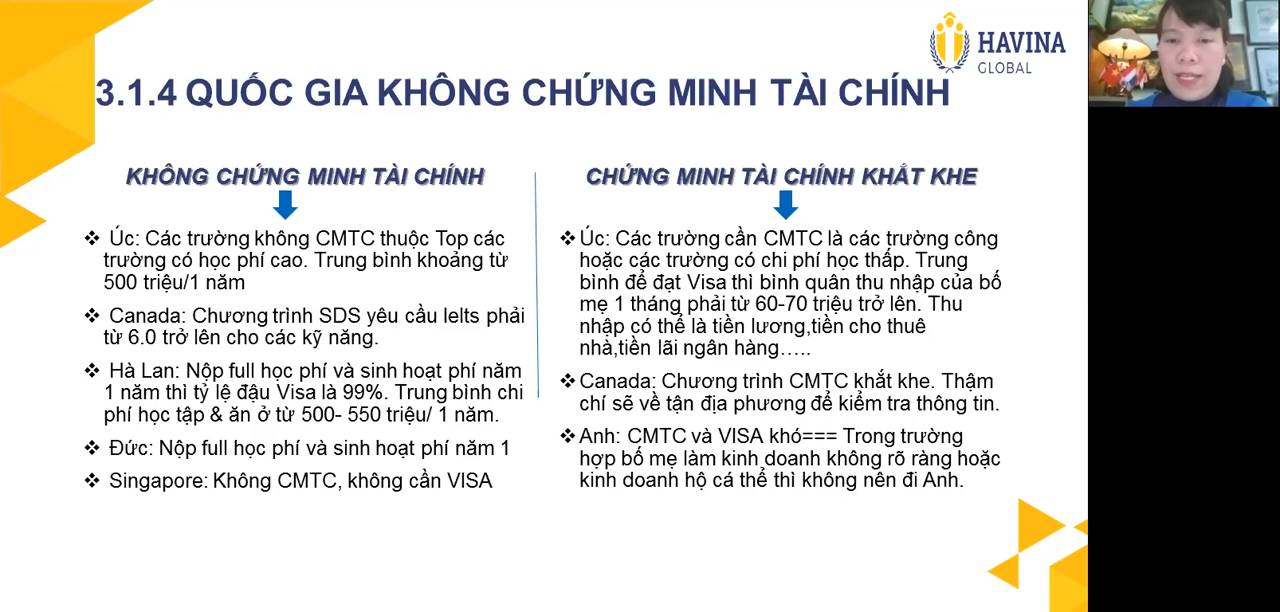 HAVINA
GLOBAL
3.1.4 QUỐC GIA KHÔNG CHỨNG MINH TÀI CHÍNH
KHÔNG CHỨNG MINH TÀI CHÍNH
❖ Úc: Các trường không CMTC thuộc Top các
trường có học phí cao. Trung bình khoảng từ
500 triệu/1 năm
❖ Canada: Chương trình SDS yêu cầu Ielts phải
từ 6.0 trở lên cho các kỹ năng.
❖ Hà Lan: Nộp full học phí và sinh hoạt phí năm
1 năm thì tỷ lệ đậu Visa là 99%. Trung bình chi
phí học tập & ăn ở từ 500- 550 triệu/ 1 năm.
❖ Đức: Nộp full học phí và sinh hoạt phí năm 1
❖ Singapore: Không CMTC, không cần VISA
CHỨNG MINH TÀI CHÍNH KHẮT KHE
❖Úc: Các trường cần CMTC là các trường công
hoặc các trường có chi phí học thấp. Trung
bình để đạt Visa thì bình quân thu nhập của bố
mẹ 1 tháng phải từ 60-70 triệu trở lên. Thu
nhập có thể là tiền lương,tiền cho thuê
nhà,tiền lãi ngân hàng…..
❖Canada: Chương trình CMTC khắt khe. Thậm
chí sẽ về tận địa phương để kiểm tra thông tin.
❖Anh: CMTC và VISA khó=== Trong trường
hợp bố mẹ làm kinh doanh không rõ ràng hoặc
kinh doanh hộ cá thể thì không nên đi Anh.